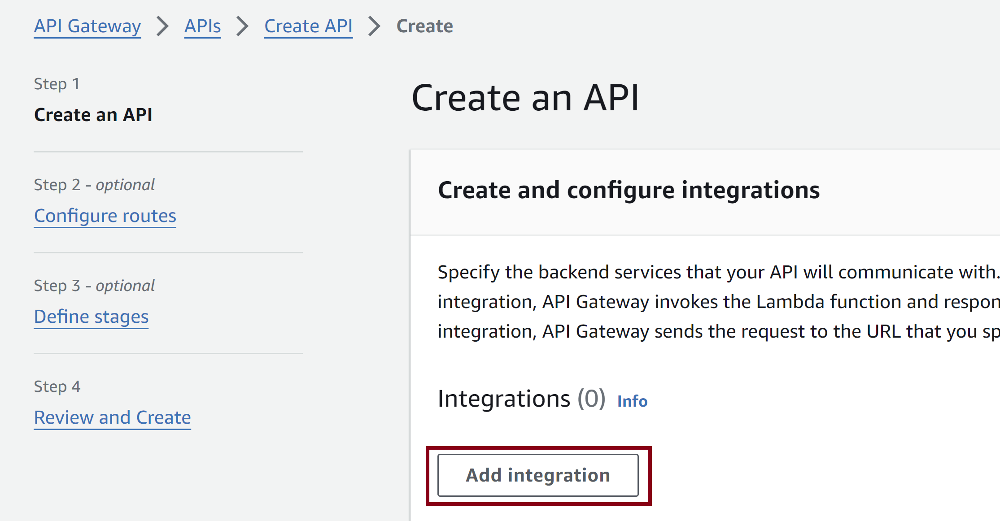 API Gateway > APIs > Create API > Create
Step 1
Create an API
Step 2 - optional
Configure routes
Step 3 - optional
Define stages
Step 4
Review and Create
Create an API
Create and configure integrations
Specify the backend services that your API will communicate with.
integration, API Gateway invokes the Lambda function and respon
integration, API Gateway sends the request to the URL that you sp
Integrations (0) Info
Add integration